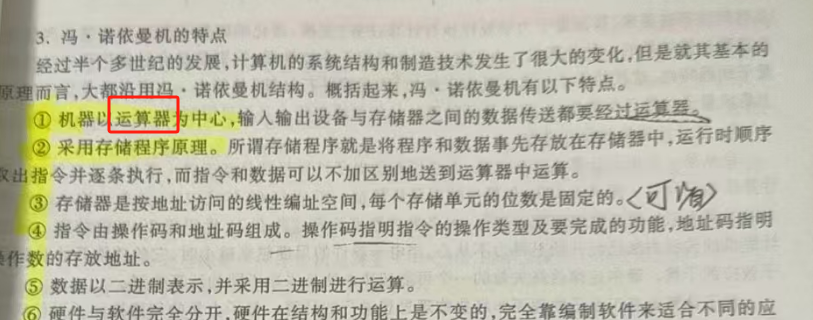 3. 冯·诺依曼机的特点
经过半个多世纪的发展,计算机的系统结构和制造技术发生了很大的变化,但是就其基本的
原理而言,大都沿用冯·诺依曼机结构。概括起来,冯·诺依曼机有以下特点。
① 机器以运算器为中心,输入输出设备与存储器之间的数据传送都要经过运算器。
② 采用存储程序原理。所谓存储程序就是将程序和数据事先存放在存储器中,运行时顺序
取出指令并逐条执行,而指令和数据可以不加区别地送到运算器中运算。
③ 存储器是按地址访问的线性编址空间,每个存储单元的位数是固定的。
④ 指令由操作码和地址码组成。操作码指明指令的操作类型及要完成的功能,地址码指明
操作数的存放地址。
⑤ 数据以二进制表示,并采用二进制进行运算。
⑥ 硬件与软件完全分开,硬件在结构和功能上是不变的,完全靠编制软件来适合不同的应